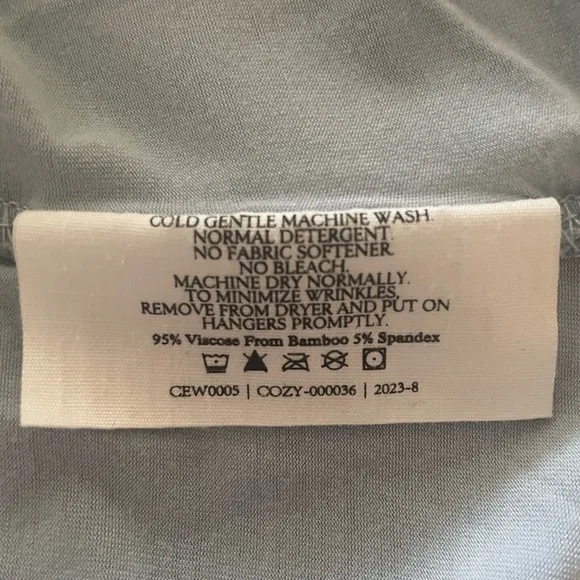 COLD GENTLE MACHINE WASH.
NORMAL DETERGENT.
NO FABRIC SOFTENER.
NO BLEACH.
MACHINE DRY NORMALLY.
TO MINIMIZE WRINKLES,
REMOVE FROM DRYER AND PUT ON
HANGERS PROMPTLY.
95% Viscose From Bamboo 5% Spandex
CEW0005 | COZY-000036 | 2023-8